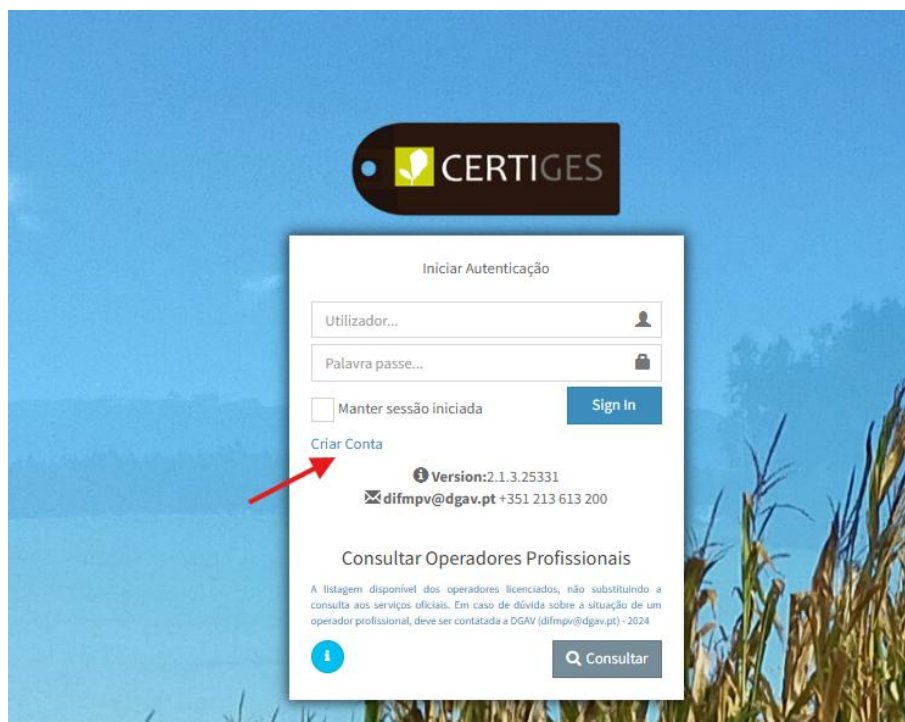 CERTIGES
Iniciar Autenticação
Utilizador...
Palavra passe...
Manter sessão iniciada
Sign In
Criar Conta
Version:2.1.3.25331
difmpv@dgav.pt +351 213 613 200
Consultar Operadores Profissionais
A listagem disponível dos operadores licenciados, não substituindo a
consulta aos serviços oficiais. Em caso de dúvida sobre a situação de um
operador profissional, deve ser contatada a DGAV (difmpv@dgav.pt) - 2024
Consultar